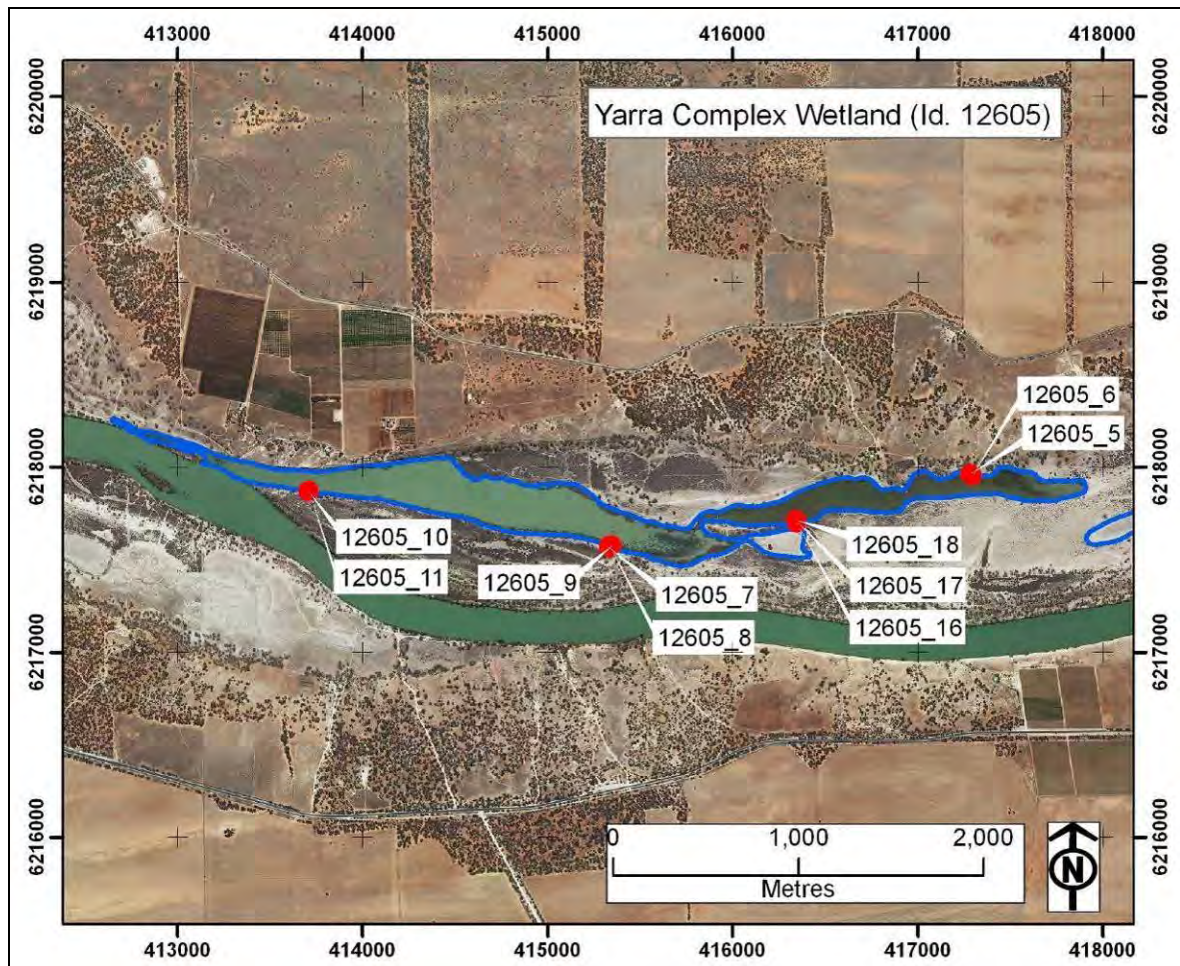 413000 414000 415000 416000 417000 418000
6220000 6220000
Yarra Complex Wetland (Id. 12605)
6219000 6219000
12605_6
12605_5
6218000 6218000
12605_10 12605_18
12605_11 12605_9 12605_7 12605_17
12605_8 12605_16
6217000 6217000
6216000 6216000
0 1,000 2,000
Metres
N
413000 414000 415000 416000 417000 418000